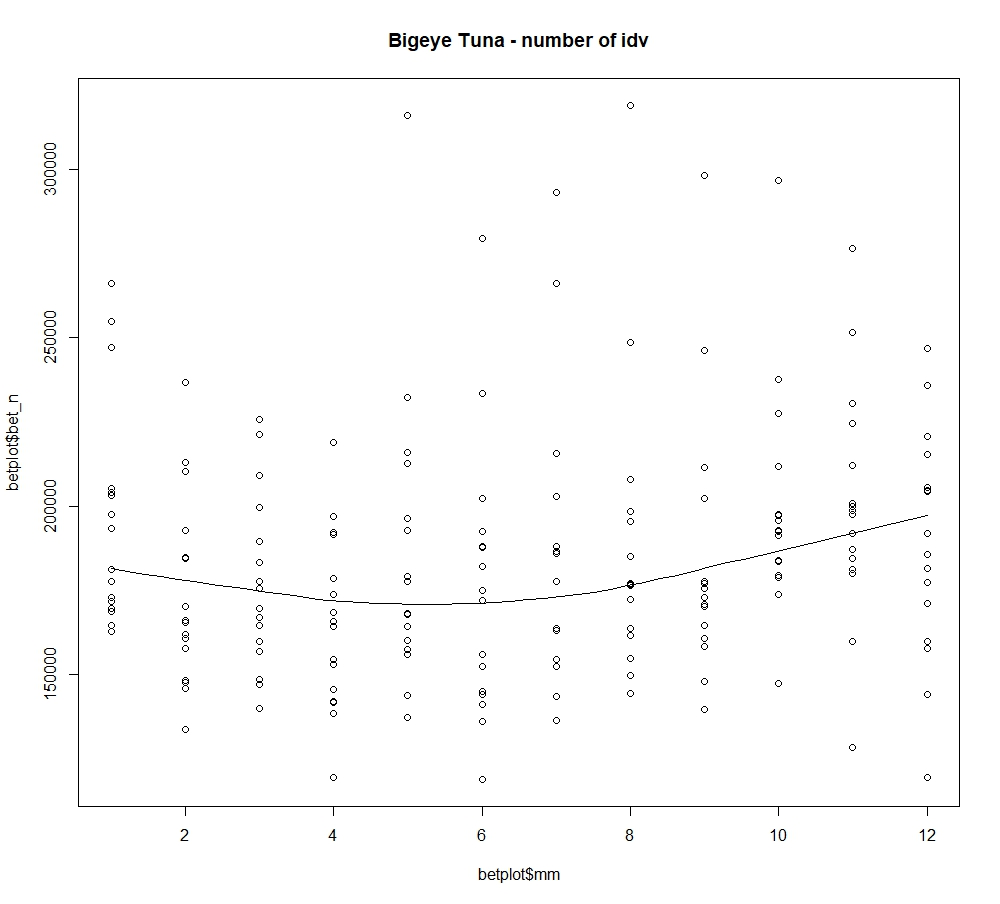 Bigeye Tuna - number of idv
betplot$bet_n
300000
250000
200000
150000
2 4 6 8 10 12
betplot$mm